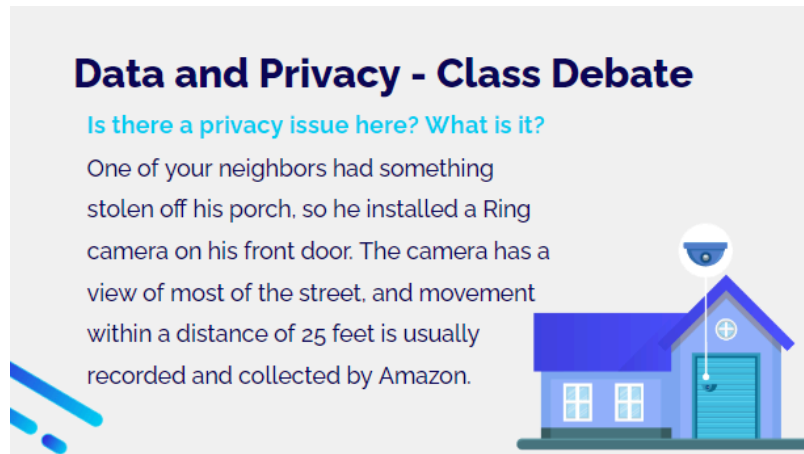 Data and Privacy - Class Debate
Is there a privacy issue here? What is it?
One of your neighbors had something
stolen off his porch, so he installed a Ring
camera on his front door. The camera has a
view of most of the street, and movement
within a distance of 25 feet is usually
recorded and collected by Amazon.